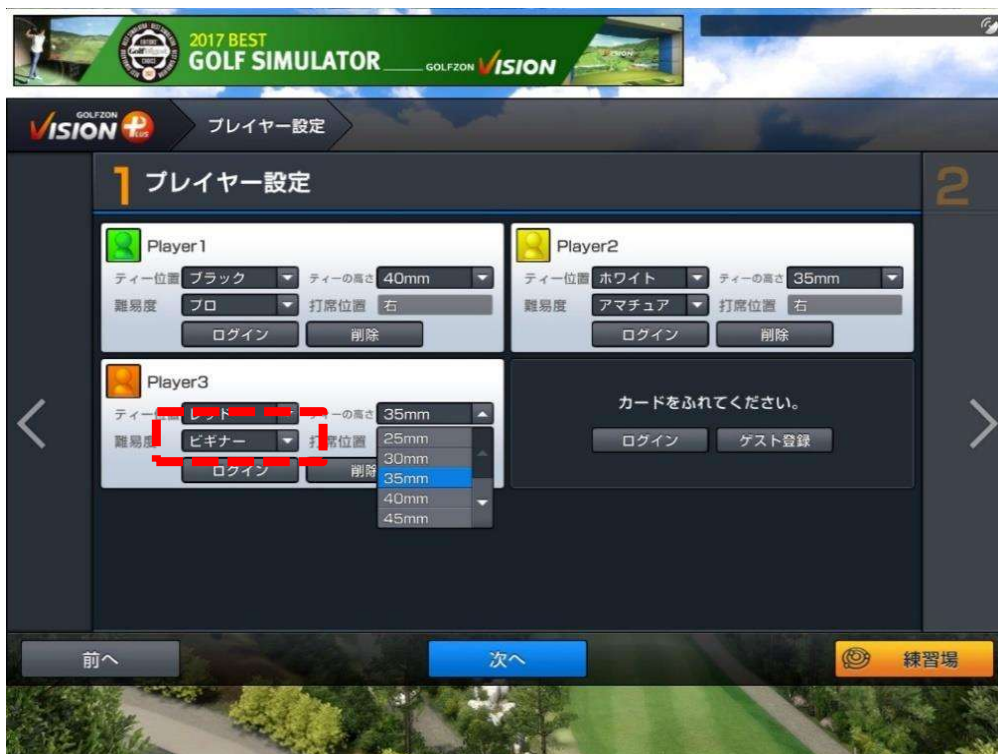 2017 BEST
GOLF SIMULATOR GOLFZON VISION
GOLFZON
VISION PLUS プレイヤー設定
1 プレイヤー設定 2
Player1
ティー位置 ブラック ティーの高さ 40mm
難易度 プロ 打席位置 右
ログイン 削除
Player2
ティー位置 ホワイト ティーの高さ 35mm
難易度 アマチュア 打席位置 右
ログイン 削除
Player3
ティー位置 レッド ティーの高さ 35mm
難易度 ビギナー 打席位置
ログイン 削除
25mm
30mm
35mm
40mm
45mm
カードをふれてください。
ログイン ゲスト登録
前へ 次へ 練習場